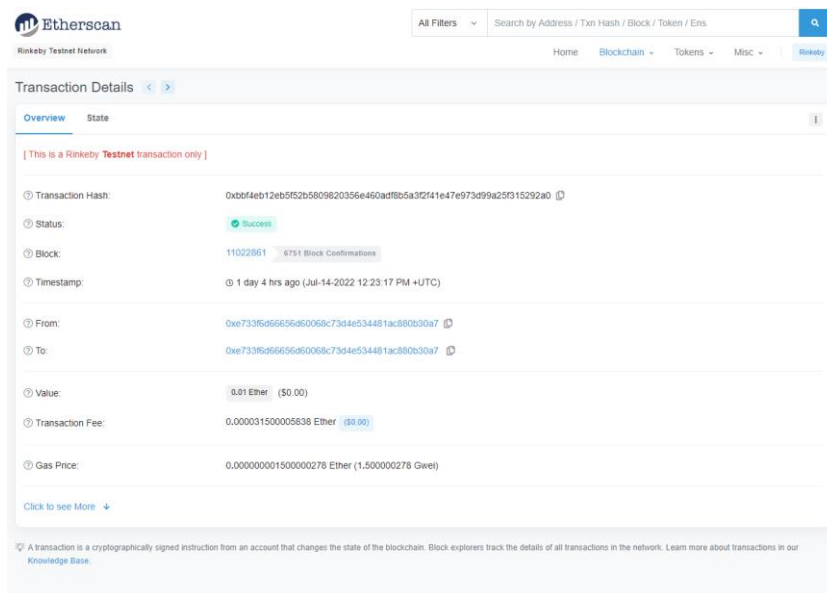 Etherscan
All Filters Search by Address / Txn Hash / Block / Token / Ens
Rinkeby Testnet Network
Home Blockchain Tokens Misc Rinkeby
Transaction Details
Overview State
[ This is a Rinkeby Testnet transaction only ]
Transaction Hash: 0xbbf4eb12eb5f52b5809820356e460adf8b5a3f2f41e47e973d99a25f315292a0
Status: Success
Block: 11022861 6751 Block Confirmations
Timestamp: 1 day 4 hrs ago (Jul-14-2022 12:23:17 PM +UTC)
From: 0xe733f6d66656d60068c73d4e534481ac880b30a7
To: 0xe733f6d66656d60068c73d4e534481ac880b30a7
Value: 0.01 Ether ($0.00)
Transaction Fee: 0.000031500005838 Ether ($0.00)
Gas Price: 0.000000001500000278 Ether (1.500000278 Gwei)
Click to see More
A transaction is a cryptographically signed instruction from an account that changes the state of the blockchain. Block explorers track the details of all transactions in the network. Learn more about transactions in our
Knowledge Base.